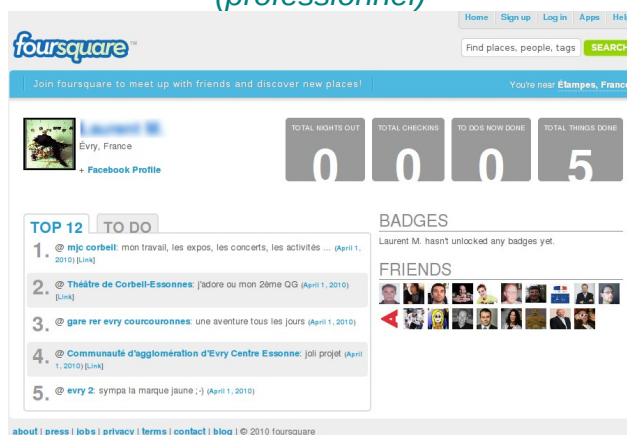 (professionnel)
Home Sign up Log in Apps Help
foursquare™
Find places, people, tags SEARCH
Join foursquare to meet up with friends and discover new places! You're near Étampes, France
Laurent M.
Évry, France
+ Facebook Profile
TOTAL NIGHTS OUT TOTAL CHECKINS TO DOS NOW DONE TOTAL THINGS DONE
0 0 0 5
TOP 12 TO DO
1. @ mjc corbeil: mon travail, les expos, les concerts, les activités ... (April 1,
2010) [Link]
2. @ Théâtre de Corbeil-Essonnes: j'adore ou mon 2ème QG (April 1, 2010)
[Link]
3. @ gare rer evry courcouronnes: une aventure tous les jours (April 1, 2010)
4. @ Communauté d'agglomération d'Evry Centre Essonne: joli projet (April
1, 2010) [Link]
5. @ evry 2: sympa la marque jaune ;-) (April 1, 2010)
BADGES
Laurent M. hasn't unlocked any badges yet.
FRIENDS
about | press | jobs | privacy | terms | contact | blog | © 2010 foursquare